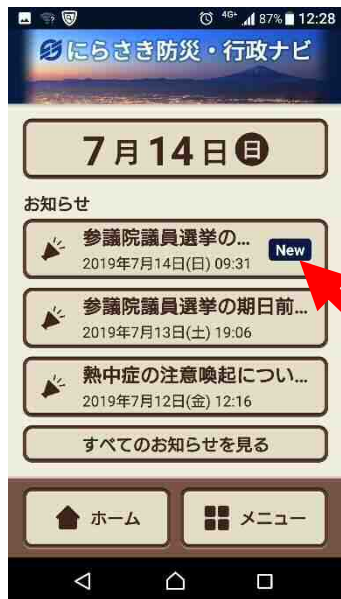 4G+ 87% 12:28
にらさき防災・行政ナビ
7月14日 日
お知らせ
参議院議員選挙の...
New
2019年7月14日(日) 09:31
参議院議員選挙の期日前...
2019年7月13日(土) 19:06
熱中症の注意喚起につい...
2019年7月12日(金) 12:16
すべてのお知らせを見る
ホーム メニュー